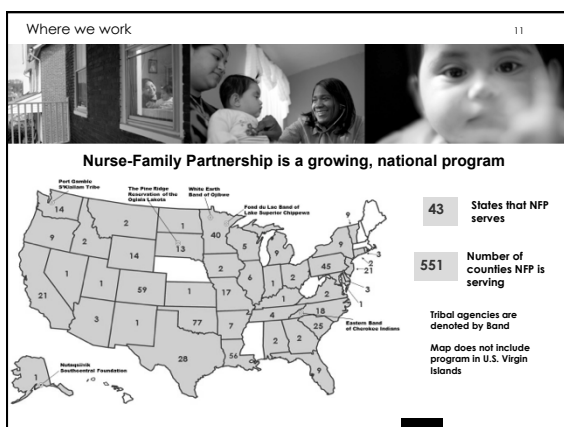 Where we work
11
Nurse-Family Partnership is a growing, national program
Port Gamble
S'Klallam Tribe
The Pine Ridge
Reservation of the
Oglala Lakota
White Earth
Band of Ojibwe
Fond du Lac Band of
Lake Superior Chippewa
14
2
1
40
9
2
14
13
5
9
9
9
3
2
21
3
1
1
1
59
2
6
1
2
45
21
1
17
1
2
3
1
77
7
4
18
25
Eastern Band
of Cherokee Indians
28
56
2
2
9
1
Southcentral Foundation
43
States that NFP
serves
551
Number of
counties NFP is
serving
Tribal agencies are
denoted by Band
Map does not include
program in U.S. Virgin
Islands